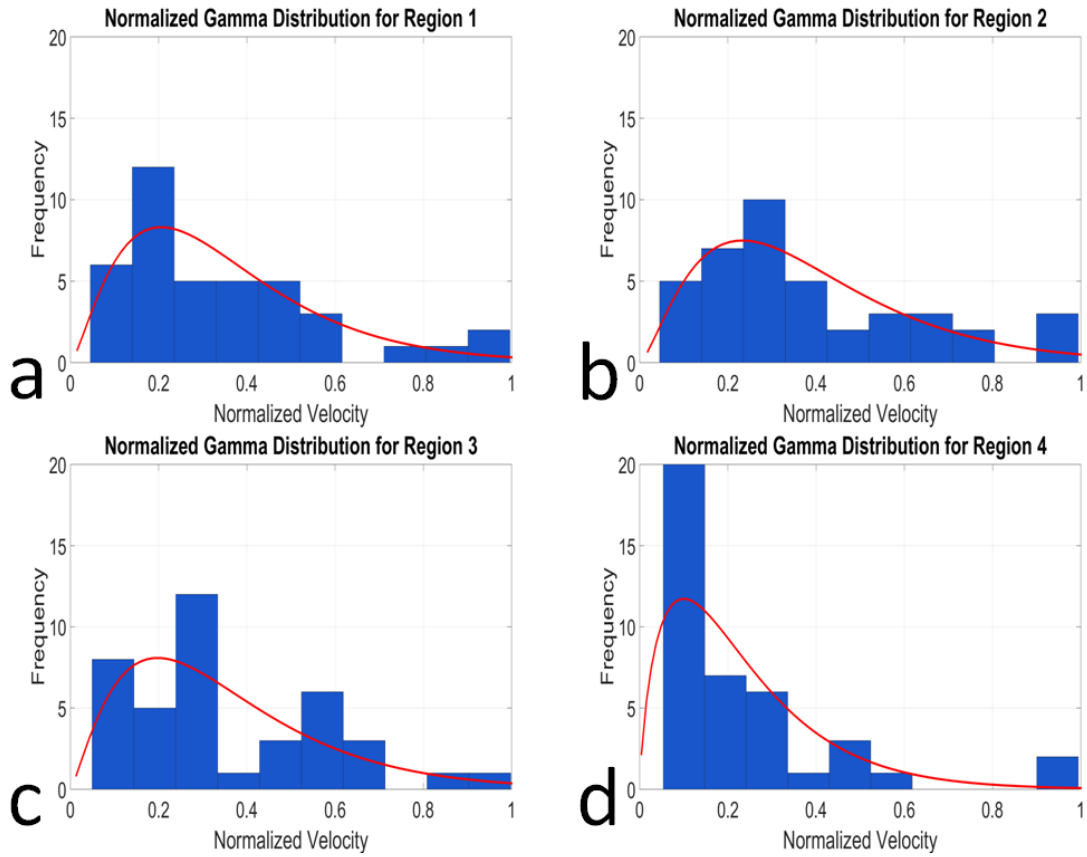 Normalized Gamma Distribution for Region 1
20
15
10
5
0
Frequency
0 0.2 0.4 0.6 0.8 1
Normalized Velocity
a
Normalized Gamma Distribution for Region 2
20
15
10
5
0
Frequency
0 0.2 0.4 0.6 0.8 1
Normalized Velocity
b
Normalized Gamma Distribution for Region 3
20
15
10
5
0
Frequency
0 0.2 0.4 0.6 0.8 1
Normalized Velocity
c
Normalized Gamma Distribution for Region 4
20
15
10
5
0
Frequency
0 0.2 0.4 0.6 0.8 1
Normalized Velocity
d